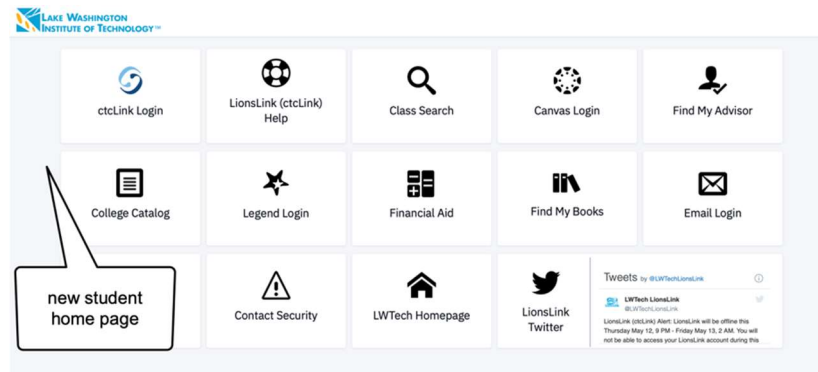 LAKE WASHINGTON
INSTITUTE OF TECHNOLOGY™
ctcLink Login
LionsLink (ctcLink)
Help
Class Search
Canvas Login
Find My Advisor
College Catalog
Legend Login
Financial Aid
Find My Books
Email Login
new student
home page
Contact Security
LWTech Homepage
LionsLink
Twitter
Tweets by @LWTechLionsLink
LWTech LionsLink
@LWTechLionsLink
LionsLink (ctcLink) Alert: LionsLink will be offline this
Thursday May 12, 9 PM - Friday May 13, 2 AM. You will
not be able to access your LionsLink account during this